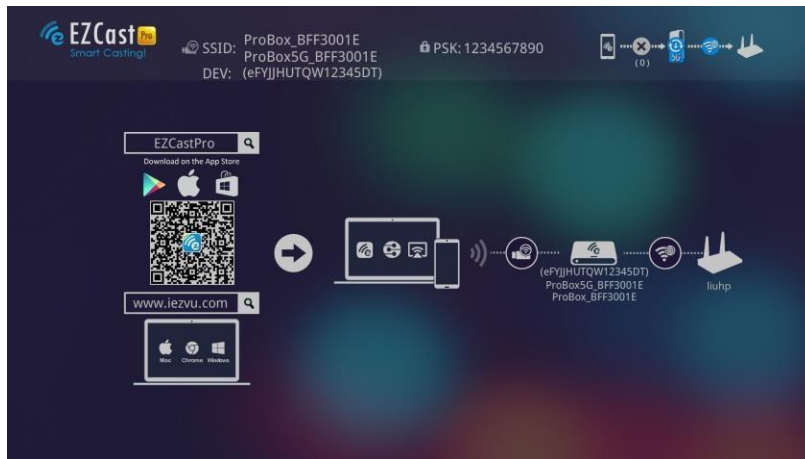 EZCast Pro
Smart Casting!
SSID: ProBox_BFF3001E
ProBox5G_BFF3001E
DEV: (eFYJJHUTQW12345DT)
PSK: 1234567890
(0)
5G
EZCastPro
Download on the App Store
www.iezvu.com
Mac Chrome Windows
(eFYJJHUTQW12345DT)
ProBox5G_BFF3001E
ProBox_BFF3001E
liuhp